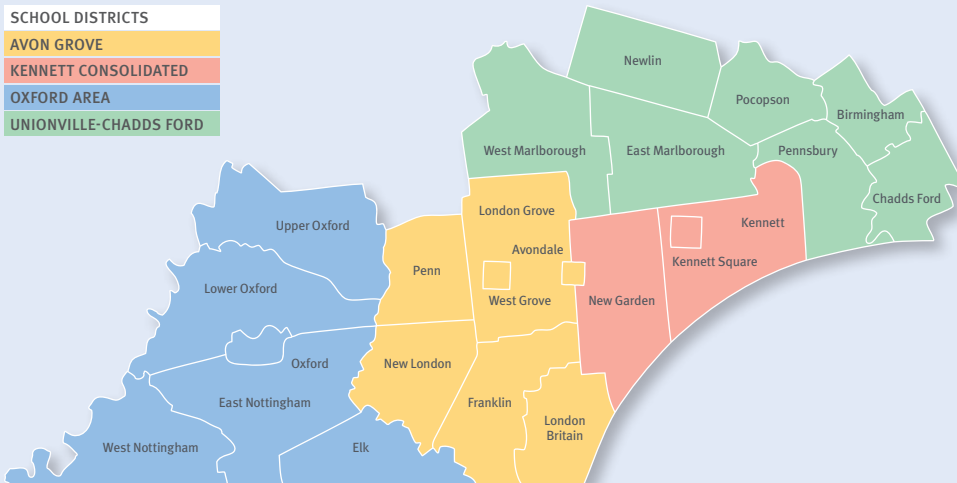 SCHOOL DISTRICTS
AVON GROVE
KENNETT CONSOLIDATED
OXFORD AREA
UNIONVILLE-CHADDS FORD
Newlin
Pocopson
Birmingham
West Marlborough
East Marlborough
Pennsbury
Chadds Ford
London Grove
Upper Oxford
Kennett
Avondale
Kennett Square
Penn
Lower Oxford
West Grove
New Garden
Oxford
New London
East Nottingham
Franklin
London
Britain
West Nottingham
Elk